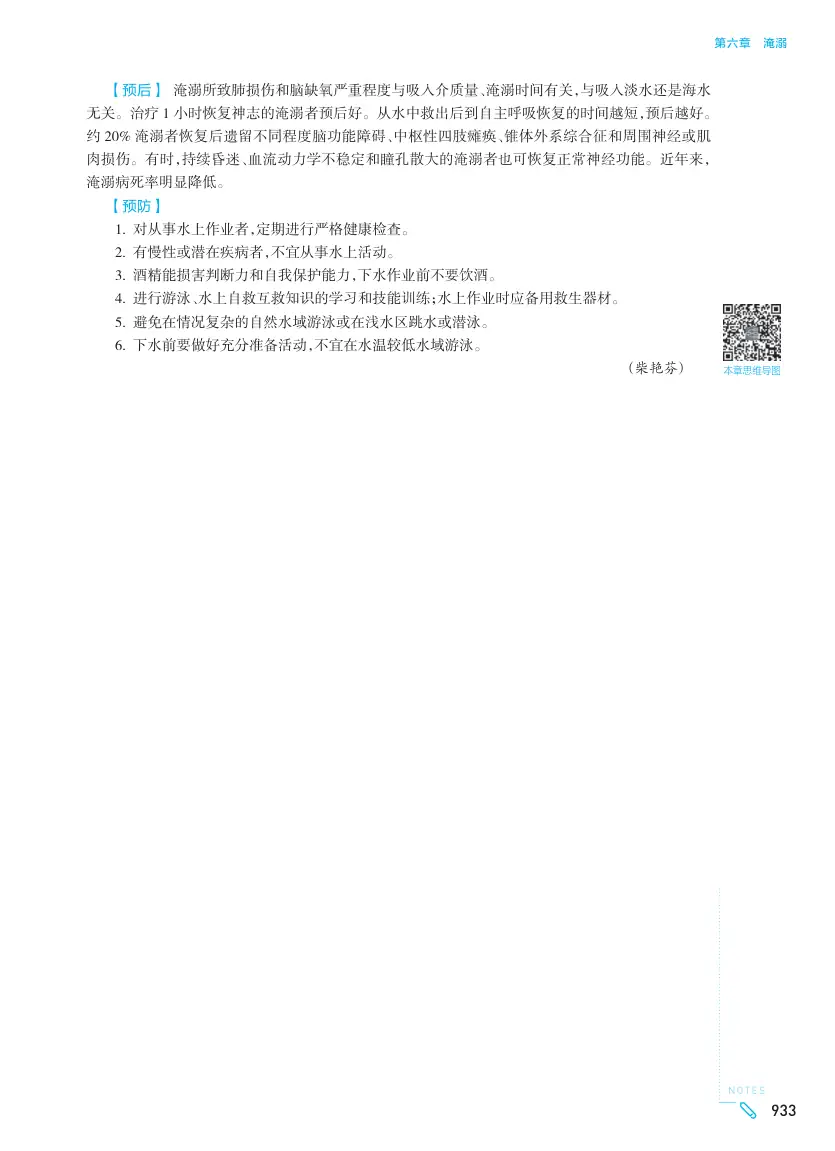 第六章　淹溺
【预后】 淹溺所致肺损伤和脑缺氧严重程度与吸入介质量、淹溺时间有关，与吸入淡水还是海水
无关。治疗 1 小时恢复神志的淹溺者预后好。从水中救出后到自主呼吸恢复的时间越短，预后越好。
约 20% 淹溺者恢复后遗留不同程度脑功能障碍、中枢性四肢瘫痪、锥体外系综合征和周围神经或肌
肉损伤。有时，持续昏迷、血流动力学不稳定和瞳孔散大的淹溺者也可恢复正常神经功能。近年来，
淹溺病死率明显降低。
【预防】
1. 对从事水上作业者，定期进行严格健康检查。
2. 有慢性或潜在疾病者，不宜从事水上活动。
3. 酒精能损害判断力和自我保护能力，下水作业前不要饮酒。
4. 进行游泳、水上自救互救知识的学习和技能训练；水上作业时应备用救生器材。
5. 避免在情况复杂的自然水域游泳或在浅水区跳水或潜泳。
6. 下水前要做好充分准备活动，不宜在水温较低水域游泳。
（柴艳芬）
本章思维导图
NOTES
933